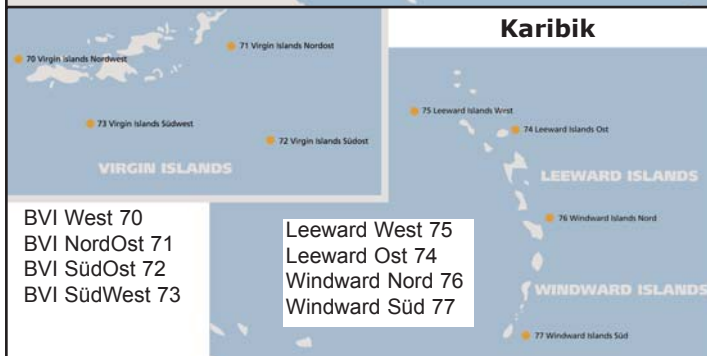 Karibik
70 Virgin Islands Nordwest
71 Virgin Islands Nordost
73 Virgin Islands Südwest
72 Virgin Islands Südost
VIRGIN ISLANDS
75 Leeward Islands West
74 Leeward Islands Ost
LEEWARD ISLANDS
76 Windward Islands Nord
WINDWARD ISLANDS
77 Windward Islands Süd
BVI West 70
BVI NordOst 71
BVI SüdOst 72
BVI SüdWest 73
Leeward West 75
Leeward Ost 74
Windward Nord 76
Windward Süd 77